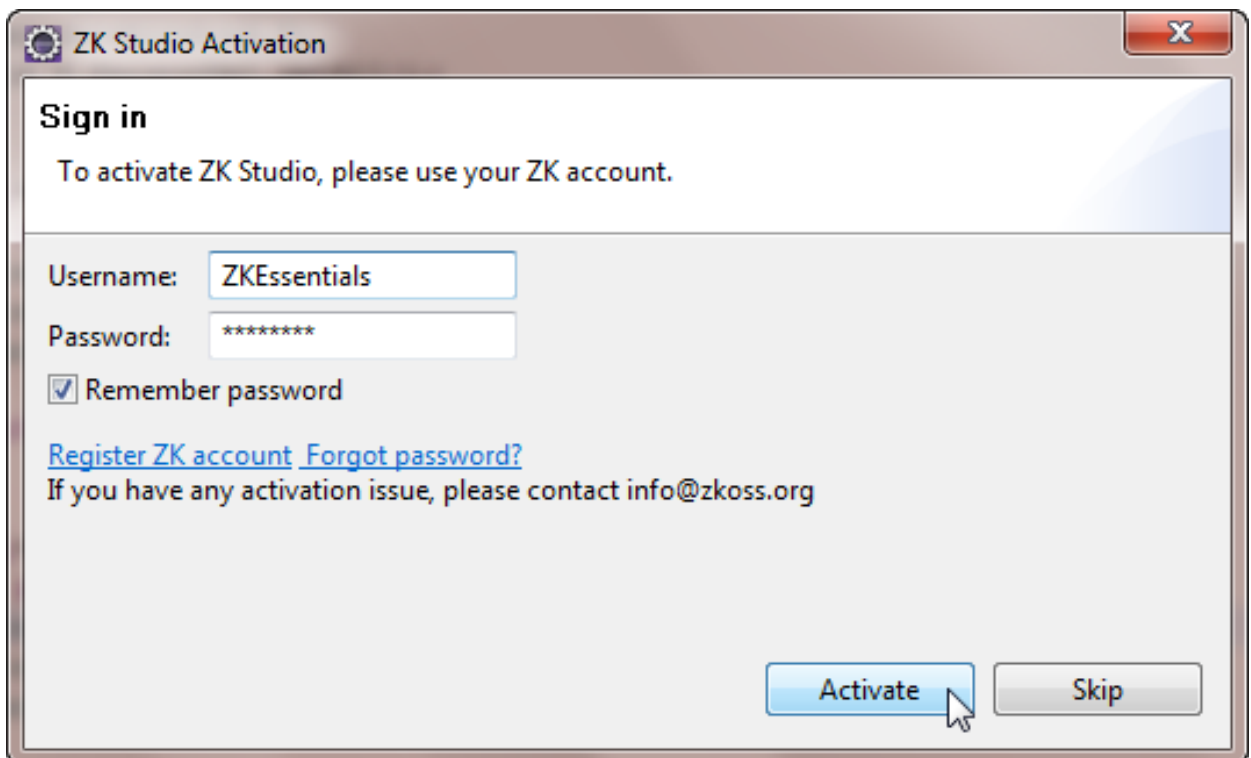 ZK Studio Activation
Sign in
To activate ZK Studio, please use your ZK account.
Username: ZKEssentials
Password: ********
Remember password
Register ZK account Forgot password?
If you have any activation issue, please contact info@zkoss.org
Activate Skip